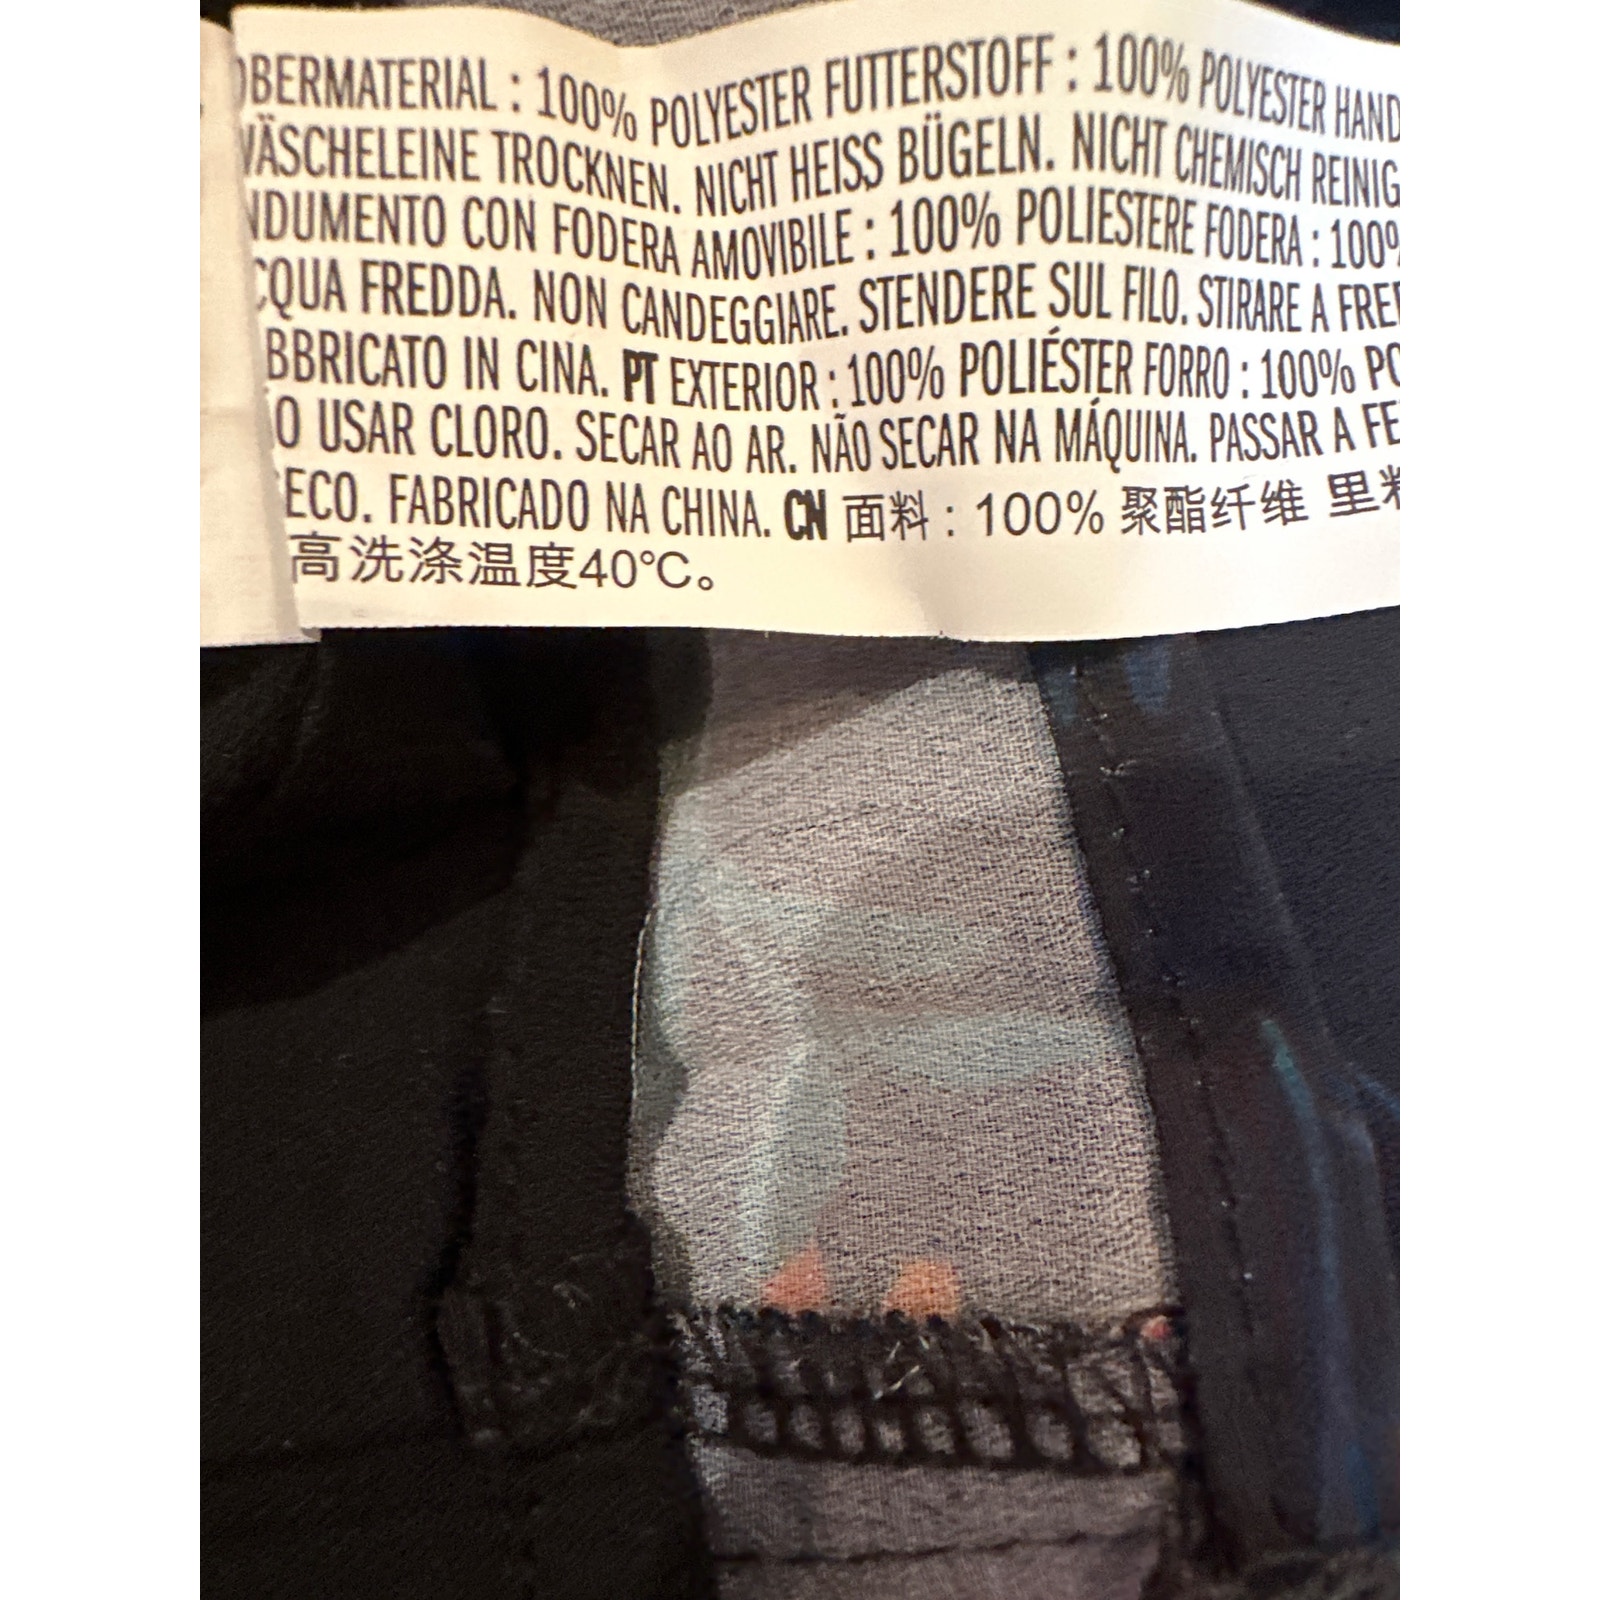 OBERMATERIAL : 100% POLYESTER FUTTERSTOFF : 100% POLYESTER HAND
WÄSCHELEINE TROCKNEN. NICHT HEISS BÜGELN. NICHT CHEMISCH REINIG
NDUMENTO CON FODERA AMOVIBILE : 100% POLIESTERE FODERA : 100%
CQUA FREDDA. NON CANDEGGIARE. STENDERE SUL FILO. STIRARE A FRE
BBRICATO IN CINA. PT EXTERIOR : 100% POLIÉSTER FORRO : 100% PO
O USAR CLORO. SECAR AO AR. NÃO SECAR NA MÁQUINA. PASSAR A FE
ECO. FABRICADO NA CHINA. CN 面料 : 100% 聚酯纤维 里料
高洗涤温度40℃。